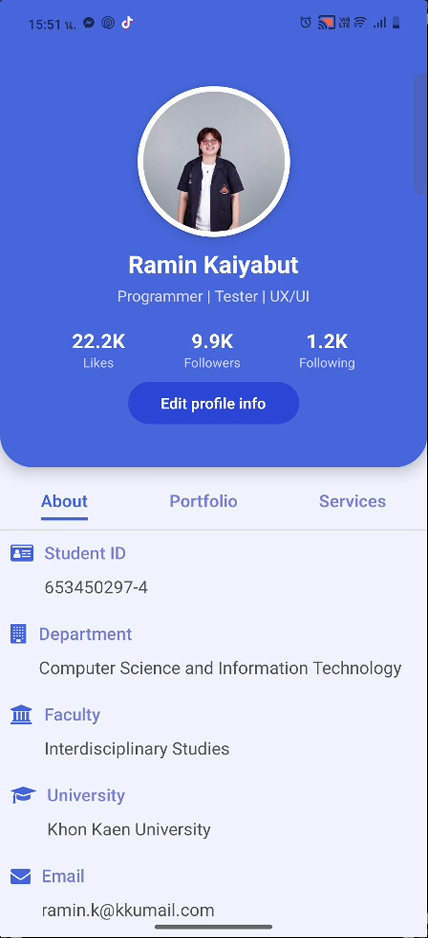 15:51 น.
Ramin Kaiyabut
Programmer | Tester | UX/UI
22.2K 9.9K 1.2K
Likes Followers Following
Edit profile info
About Portfolio Services
Student ID
653450297-4
Department
Computer Science and Information Technology
Faculty
Interdisciplinary Studies
University
Khon Kaen University
Email
ramin.k@kkumail.com